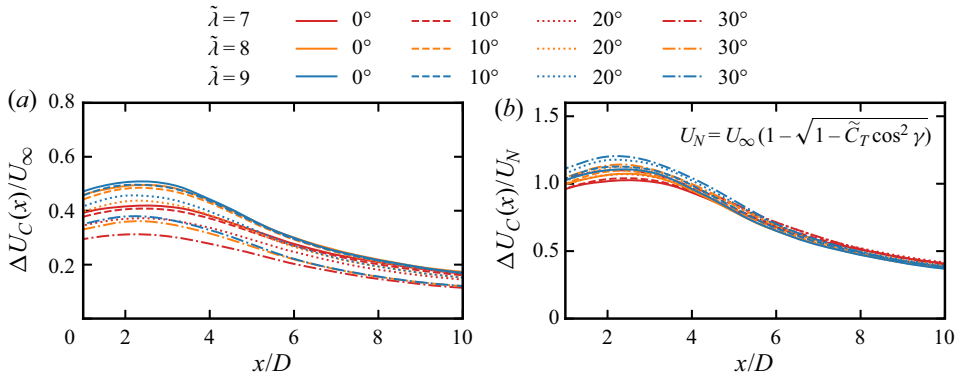 λ̃ = 7 0° 10° 20° 30°
λ̃ = 8 0° 10° 20° 30°
λ̃ = 9 0° 10° 20° 30°
(a)
0.8
0.6
0.4
0.2
0 2 4 6 8 10
x/D
ΔU_C(x)/U_∞
(b)
U_N = U_∞ (1 – √(1 – C̃_T cos² γ))
1.5
1.0
0.5
0 2 4 6 8 10
x/D
ΔU_C(x)/U_N